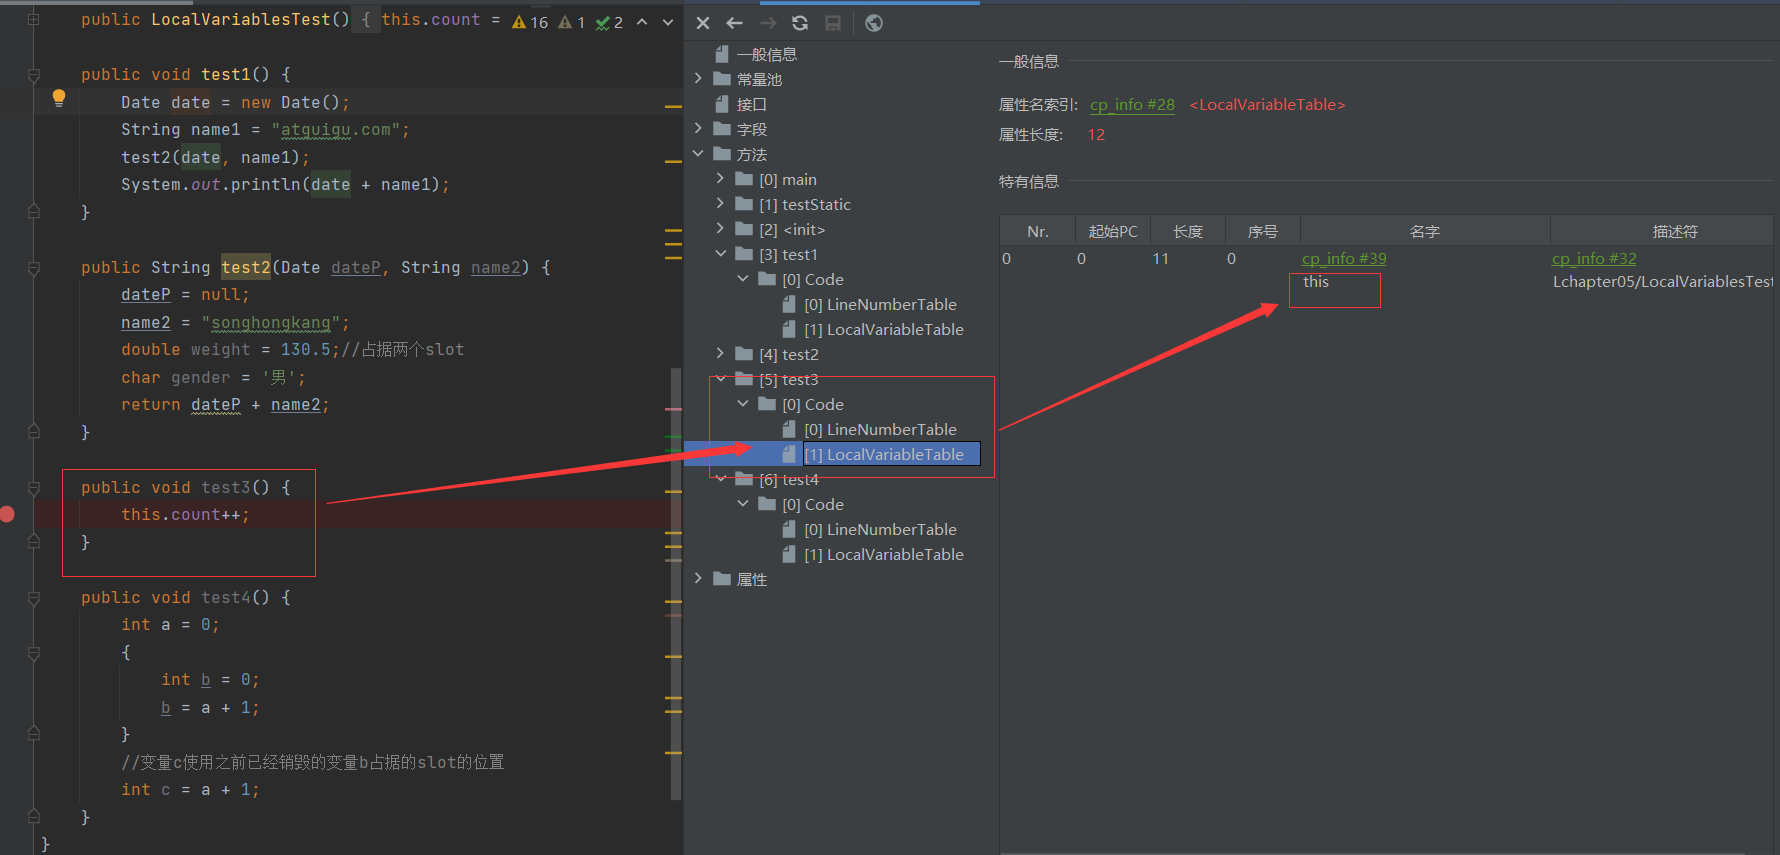 public LocalVariablesTest() { this.count =
16 1 2
public void test1() {
Date date = new Date();
String name1 = "atguigu.com";
test2(date, name1);
System.out.println(date + name1);
}
public String test2(Date dateP, String name2) {
dateP = null;
name2 = "songhongkang";
double weight = 130.5;//占据两个slot
char gender = '男';
return dateP + name2;
}
public void test3() {
this.count++;
}
public void test4() {
int a = 0;
{
int b = 0;
b = a + 1;
}
//变量c使用之前已经销毁的变量b占据的slot的位置
int c = a + 1;
}
}
一般信息
常量池
接口
字段
方法
[0] main
[1] testStatic
[2] <init>
[3] test1
[0] Code
[0] LineNumberTable
[1] LocalVariableTable
[4] test2
[5] test3
[0] Code
[0] LineNumberTable
[1] LocalVariableTable
[6] test4
[0] Code
[0] LineNumberTable
[1] LocalVariableTable
属性
一般信息
属性名索引: cp_info #28 <LocalVariableTable>
属性长度: 12
特有信息
Nr. 起始PC 长度 序号 名字 描述符
0 0 11 0 cp_info #39 cp_info #32
this Lchapter05/LocalVariablesTest